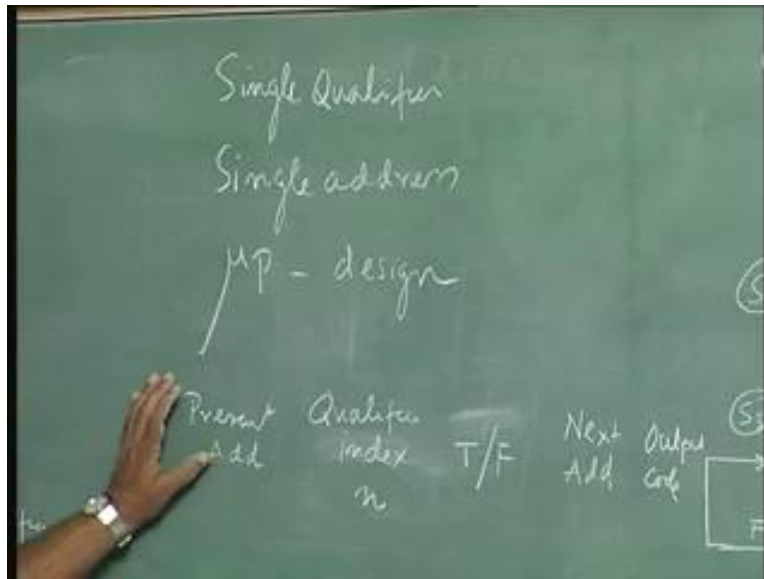 Single Qualifier
Single address
μP - design
Present Qualifier T/F Next Output
Add index Add Code
n
F